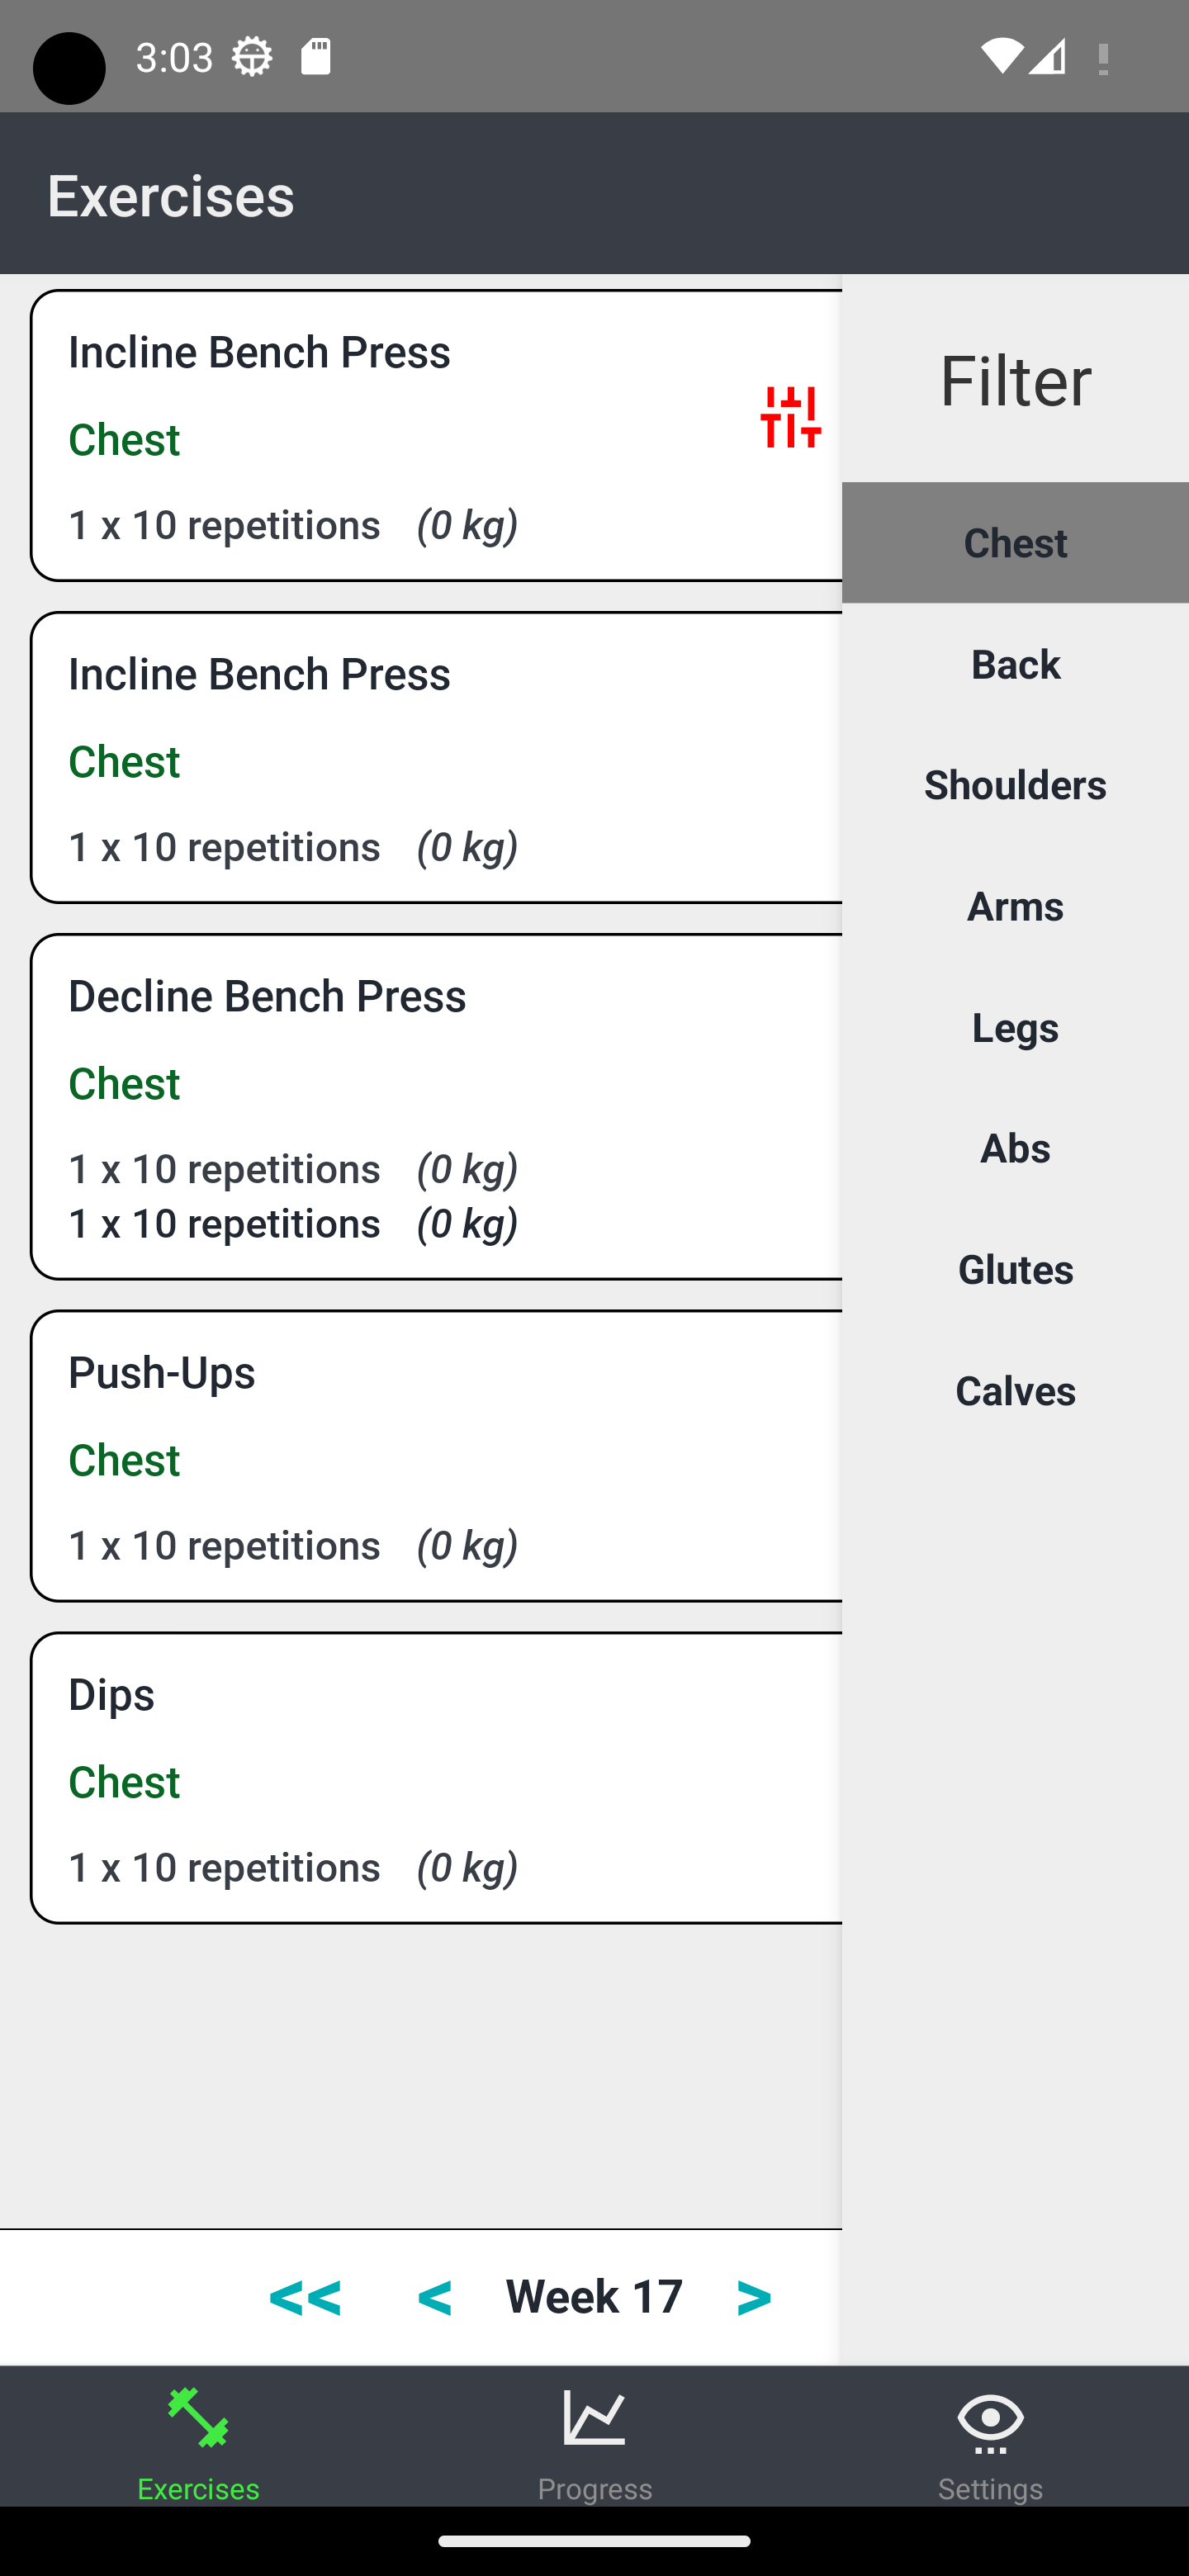 3:03
Exercises
Incline Bench Press
Chest
1 x 10 repetitions (0 kg)
Incline Bench Press
Chest
1 x 10 repetitions (0 kg)
Decline Bench Press
Chest
1 x 10 repetitions (0 kg)
1 x 10 repetitions (0 kg)
Push-Ups
Chest
1 x 10 repetitions (0 kg)
Dips
Chest
1 x 10 repetitions (0 kg)
Filter
Chest
Back
Shoulders
Arms
Legs
Abs
Glutes
Calves
<< < Week 17 >
Exercises Progress Settings